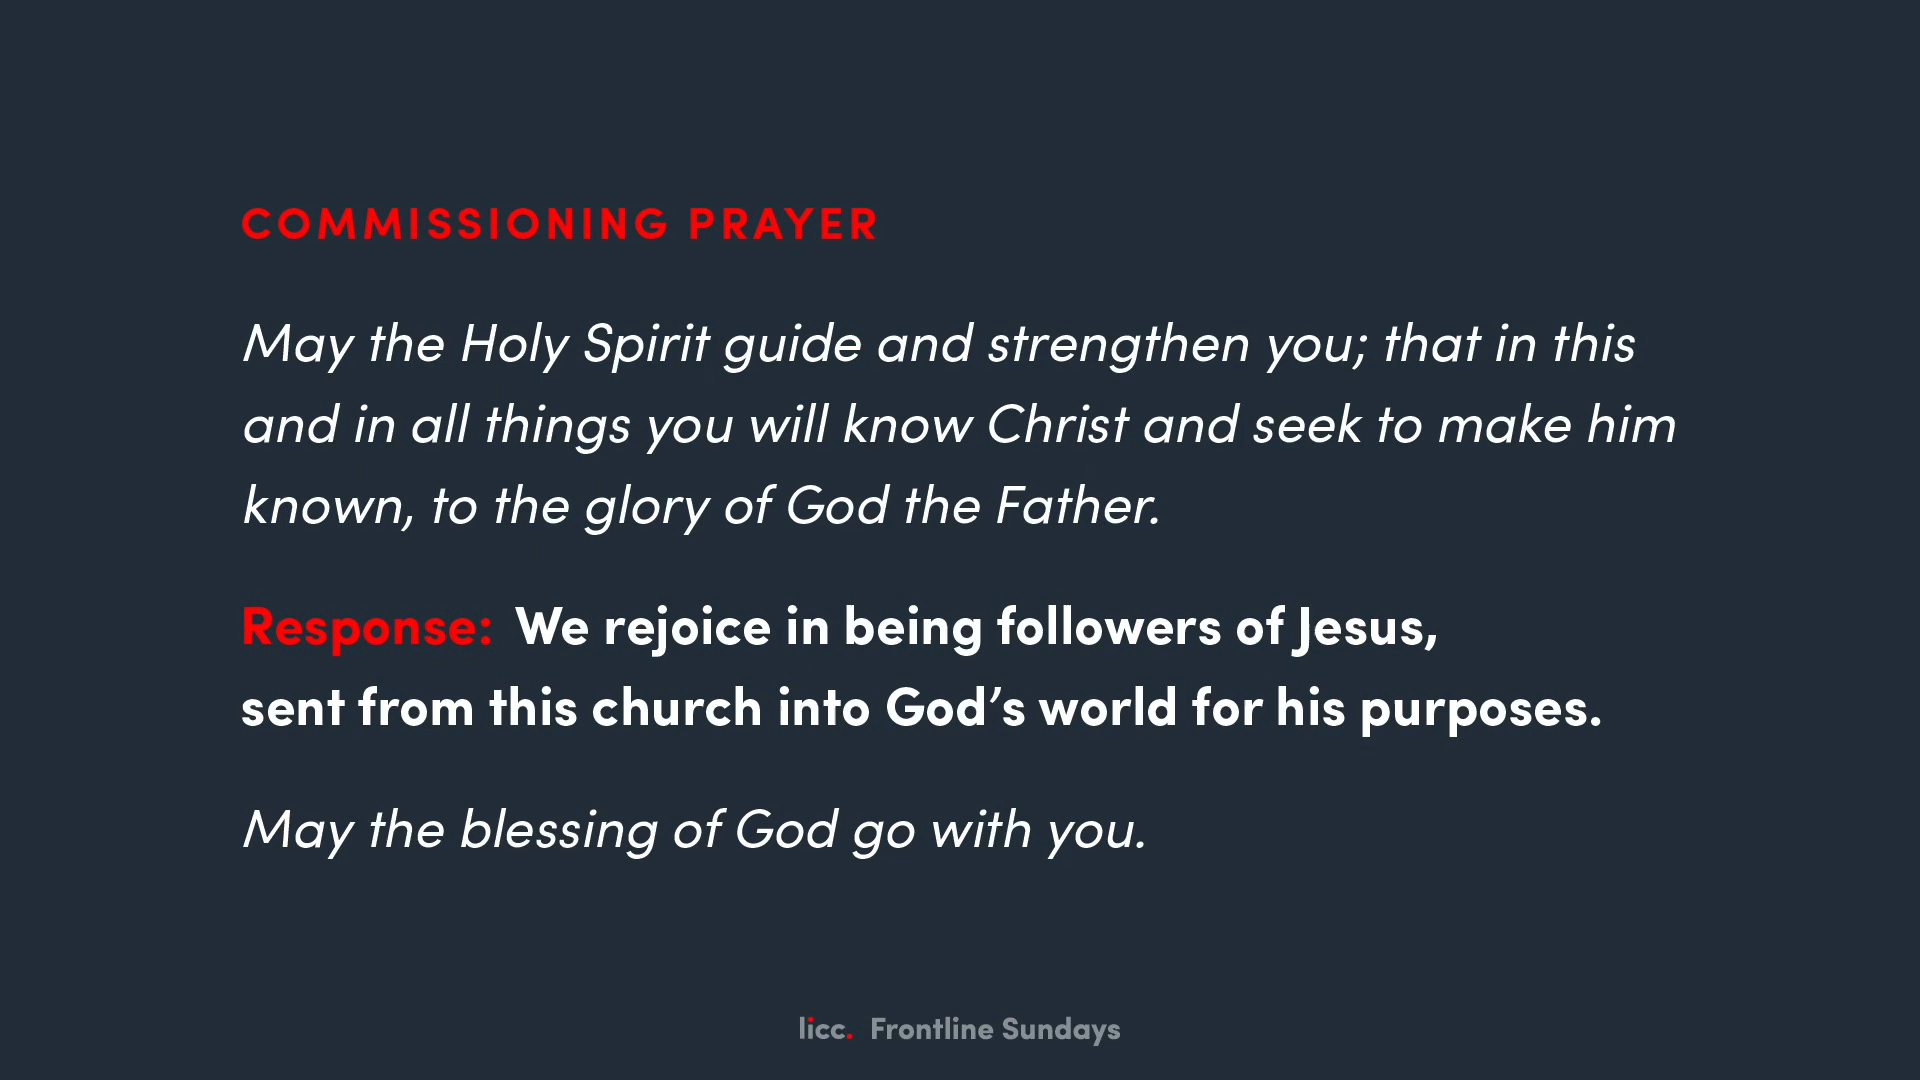 COMMISSIONING PRAYER
May the Holy Spirit guide and strengthen you; that in this
and in all things you will know Christ and seek to make him
known, to the glory of God the Father.
Response: We rejoice in being followers of Jesus,
sent from this church into God’s world for his purposes.
May the blessing of God go with you.
licc. Frontline Sundays